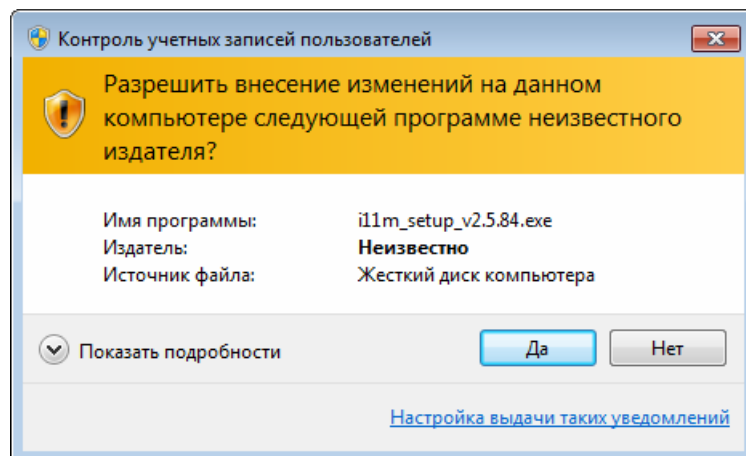 Контроль учетных записей пользователей
Разрешить внесение изменений на данном
компьютере следующей программе неизвестного
издателя?
Имя программы: i11m_setup_v2.5.84.exe
Издатель: Неизвестно
Источник файла: Жесткий диск компьютера
Показать подробности Да Нет
Настройка выдачи таких уведомлений